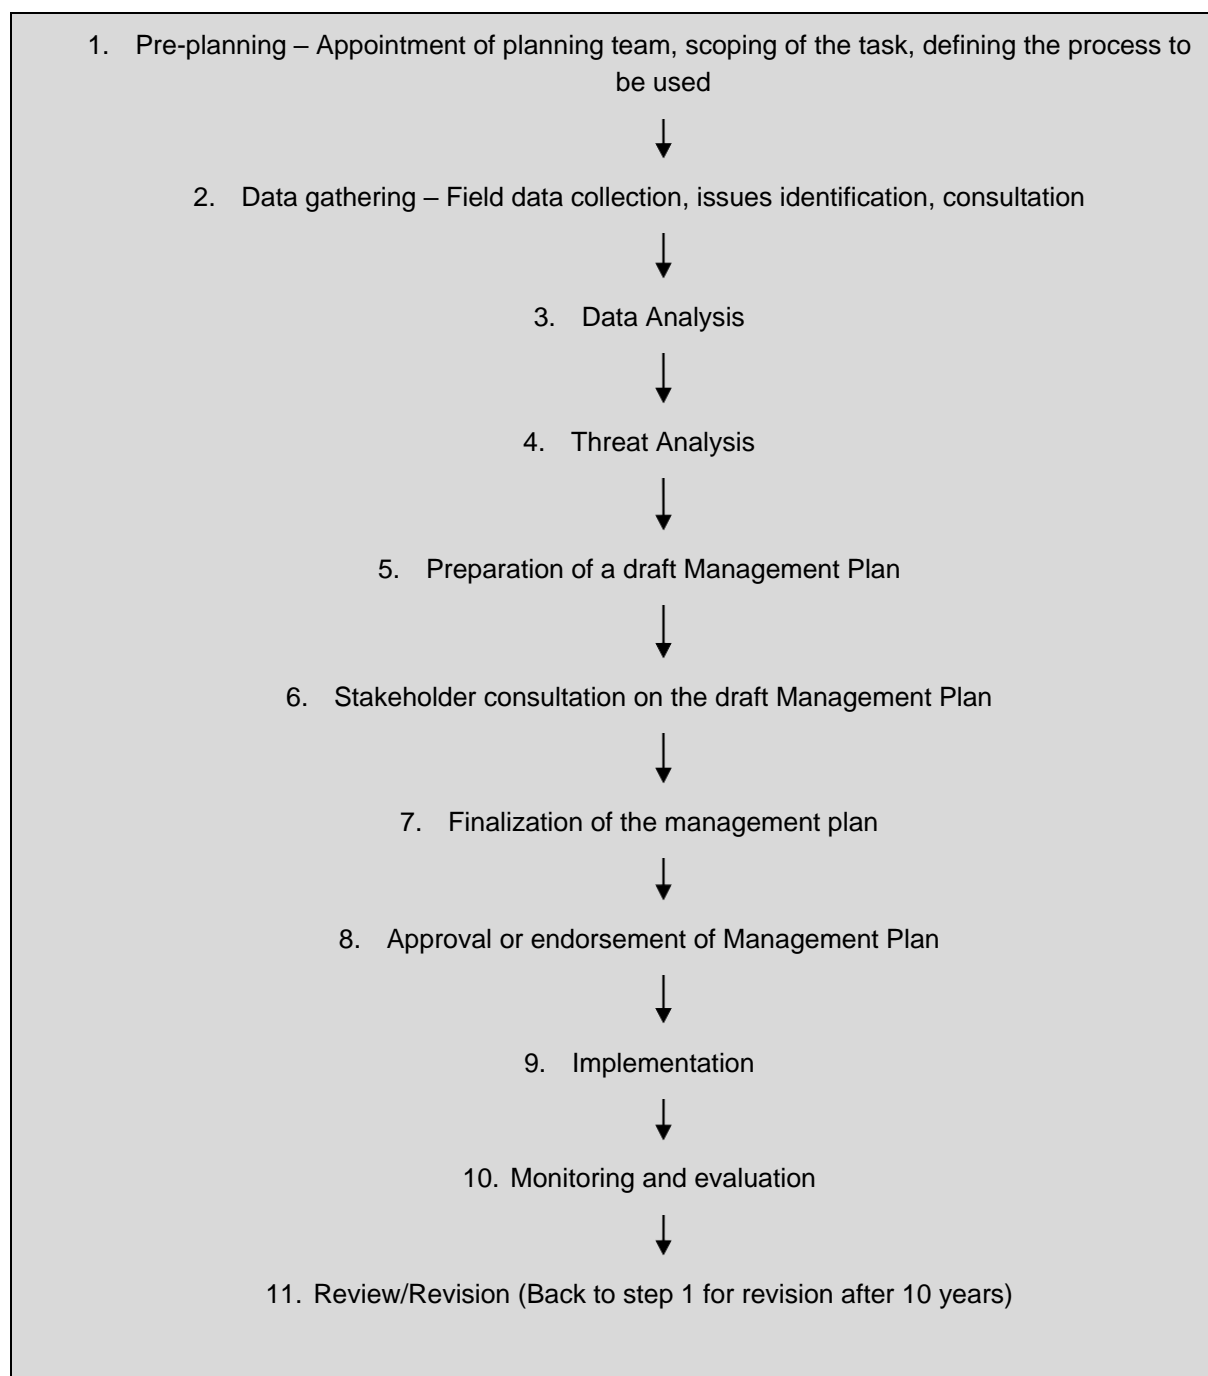 1. Pre-planning – Appointment of planning team, scoping of the task, defining the process to
be used
2. Data gathering – Field data collection, issues identification, consultation
3. Data Analysis
4. Threat Analysis
5. Preparation of a draft Management Plan
6. Stakeholder consultation on the draft Management Plan
7. Finalization of the management plan
8. Approval or endorsement of Management Plan
9. Implementation
10. Monitoring and evaluation
11. Review/Revision (Back to step 1 for revision after 10 years)